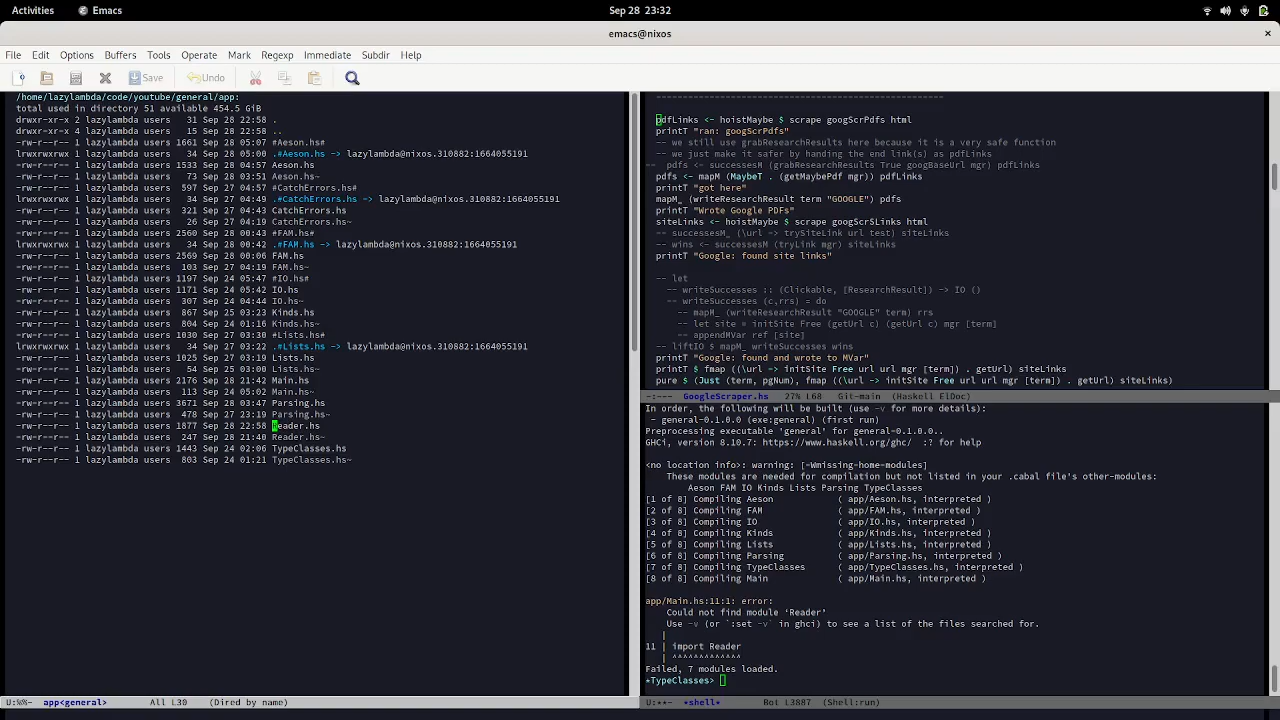 Activities Emacs Sep 28 23:32
emacs@nixos ×
File Edit Options Buffers Tools Operate Mark Regexp Immediate Subdir Help
Save Undo
/home/lazylambda/code/youtube/general/app:
total used in directory 51 available 454.5 GiB
drwxr-xr-x 2 lazylambda users 31 Sep 28 22:58 .
drwxr-xr-x 4 lazylambda users 15 Sep 28 22:58 ..
-rw-r--r-- 1 lazylambda users 1661 Sep 28 05:07 #Aeson.hs#
lrwxrwxrwx 1 lazylambda users 34 Sep 28 05:00 .#Aeson.hs -> lazylambda@nixos.310882:1664055191
-rw-r--r-- 1 lazylambda users 1533 Sep 28 04:57 Aeson.hs
-rw-r--r-- 1 lazylambda users 73 Sep 28 03:51 Aeson.hs~
-rw-r--r-- 1 lazylambda users 597 Sep 27 04:57 #CatchErrors.hs#
lrwxrwxrwx 1 lazylambda users 34 Sep 27 04:49 .#CatchErrors.hs -> lazylambda@nixos.310882:1664055191
-rw-r--r-- 1 lazylambda users 321 Sep 27 04:43 CatchErrors.hs
-rw-r--r-- 1 lazylambda users 26 Sep 27 04:19 CatchErrors.hs~
-rw-r--r-- 1 lazylambda users 2560 Sep 28 00:43 #FAM.hs#
lrwxrwxrwx 1 lazylambda users 34 Sep 28 00:42 .#FAM.hs -> lazylambda@nixos.310882:1664055191
-rw-r--r-- 1 lazylambda users 2569 Sep 28 00:06 FAM.hs
-rw-r--r-- 1 lazylambda users 103 Sep 27 04:19 FAM.hs~
-rw-r--r-- 1 lazylambda users 1197 Sep 24 05:47 #IO.hs#
-rw-r--r-- 1 lazylambda users 1171 Sep 24 05:42 IO.hs
-rw-r--r-- 1 lazylambda users 307 Sep 24 04:44 IO.hs~
-rw-r--r-- 1 lazylambda users 867 Sep 25 03:23 Kinds.hs
-rw-r--r-- 1 lazylambda users 804 Sep 24 01:16 Kinds.hs~
-rw-r--r-- 1 lazylambda users 1030 Sep 27 03:38 #Lists.hs#
lrwxrwxrwx 1 lazylambda users 34 Sep 27 03:22 .#Lists.hs -> lazylambda@nixos.310882:1664055191
-rw-r--r-- 1 lazylambda users 1025 Sep 27 03:19 Lists.hs
-rw-r--r-- 1 lazylambda users 54 Sep 25 03:00 Lists.hs~
-rw-r--r-- 1 lazylambda users 2176 Sep 28 21:42 Main.hs
-rw-r--r-- 1 lazylambda users 113 Sep 24 05:02 Main.hs~
-rw-r--r-- 1 lazylambda users 3671 Sep 28 03:47 Parsing.hs
-rw-r--r-- 1 lazylambda users 478 Sep 27 23:19 Parsing.hs~
-rw-r--r-- 1 lazylambda users 1877 Sep 28 22:58 Reader.hs
-rw-r--r-- 1 lazylambda users 247 Sep 28 21:40 Reader.hs~
-rw-r--r-- 1 lazylambda users 1443 Sep 24 02:06 TypeClasses.hs
-rw-r--r-- 1 lazylambda users 803 Sep 24 01:21 TypeClasses.hs~
U:%%- app<general> All L30 (Dired by name)
------------------------------------------------------
pdfLinks <- hoistMaybe $ scrape googScrPdfs html
printT "ran: googScrPdfs"
-- we still use grabResearchResults here because it is a very safe function
-- we just make it safer by handing the end link(s) as pdfLinks
-- pdfs <- successesM (grabResearchResults True googBaseUrl mgr) pdfLinks
pdfs <- mapM (MaybeT . (getMaybePdf mgr)) pdfLinks
printT "got here"
mapM_ (writeResearchResult term "GOOGLE") pdfs
printT "Wrote Google PDFs"
siteLinks <- hoistMaybe $ scrape googScrSLinks html
-- successesM_ (\url -> trySiteLink url test) siteLinks
-- wins <- successesM (tryLink mgr) siteLinks
printT "Google: found site links"
-- let
-- writeSuccesses :: (Clickable, [ResearchResult]) -> IO ()
-- writeSuccesses (c,rrs) = do
-- mapM_ (writeResearchResult "GOOGLE" term) rrs
-- let site = initSite Free (getUrl c) (getUrl c) mgr [term]
-- appendMVar ref [site]
-- liftIO $ mapM_ writeSuccesses wins
printT "Google: found and wrote to MVar"
printT $ fmap ((\url -> initSite Free url url mgr [term]) . getUrl) siteLinks
pure $ (Just (term, pgNum), fmap ((\url -> initSite Free url url mgr [term]) . getUrl) siteLinks)
-:--- GoogleScraper.hs 27% L68 Git-main (Haskell ElDoc)
In order, the following will be built (use -v for more details):
- general-0.1.0.0 (exe:general) (first run)
Preprocessing executable 'general' for general-0.1.0.0..
GHCi, version 8.10.7: https://www.haskell.org/ghc/ :? for help
<no location info>: warning: [-Wmissing-home-modules]
These modules are needed for compilation but not listed in your .cabal file's other-modules:
Aeson FAM IO Kinds Lists Parsing TypeClasses
[1 of 8] Compiling Aeson ( app/Aeson.hs, interpreted )
[2 of 8] Compiling FAM ( app/FAM.hs, interpreted )
[3 of 8] Compiling IO ( app/IO.hs, interpreted )
[4 of 8] Compiling Kinds ( app/Kinds.hs, interpreted )
[5 of 8] Compiling Lists ( app/Lists.hs, interpreted )
[6 of 8] Compiling Parsing ( app/Parsing.hs, interpreted )
[7 of 8] Compiling TypeClasses ( app/TypeClasses.hs, interpreted )
[8 of 8] Compiling Main ( app/Main.hs, interpreted )
app/Main.hs:11:1: error:
Could not find module ‘Reader’
Use -v (or `:set -v` in ghci) to see a list of the files searched for.
|
11 | import Reader
| ^^^^^^^^^^^^^
Failed, 7 modules loaded.
*TypeClasses>
U:**- *shell* Bot L3887 (Shell:run)